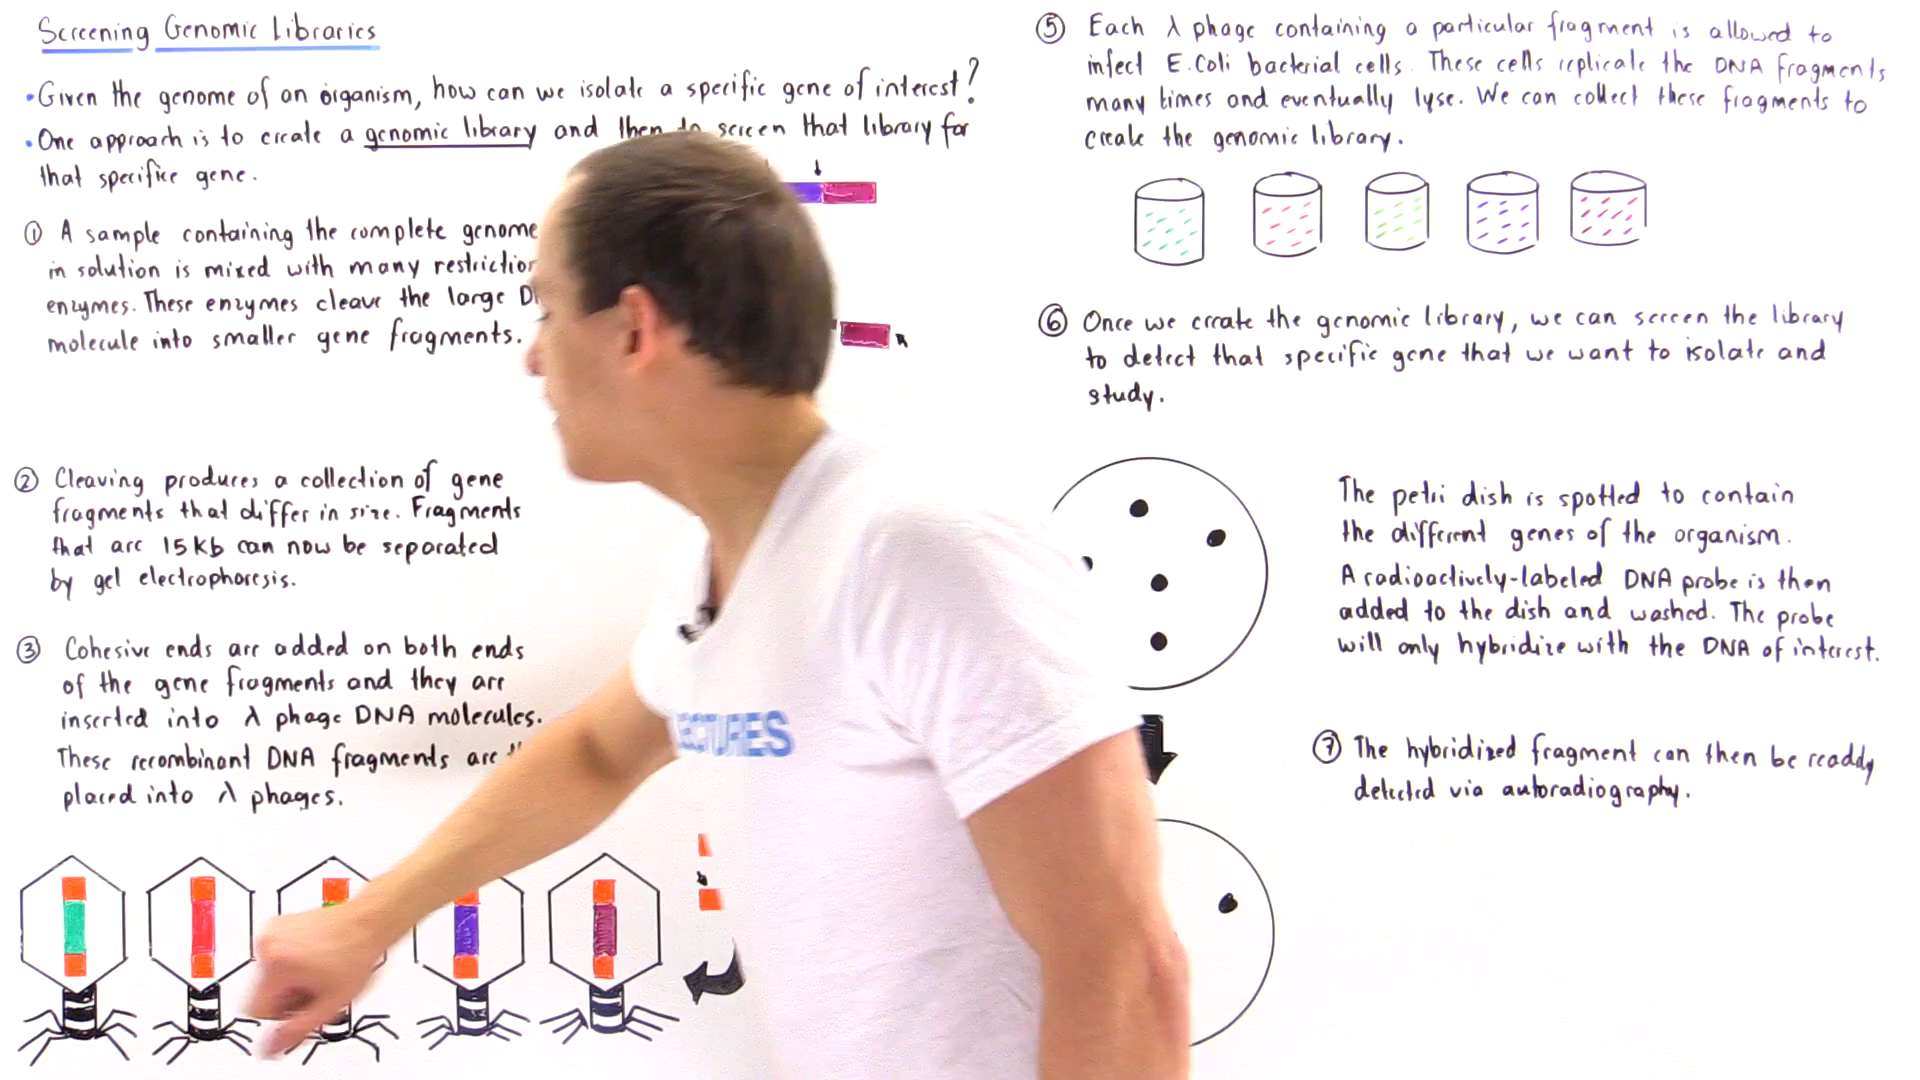 Screening Genomic Libraries
• Given the genome of an organism, how can we isolate a specific gene of interest?
• One approach is to create a genomic library and then to screen that library for
that specifice gene.
① A sample containing the complete genome
in solution is mixed with many restriction
enzymes. These enzymes cleave the large
molecule into smaller gene fragments.
② Cleaving produces a collection of gene
fragments that differ in size. Fragments
that are 15kb can now be separated
by gel electrophoresis.
③ Cohesive ends are added on both ends
of the gene fragments and they are
inserted into λ phage DNA molecules.
These recombinant DNA fragments are
placed into λ phages.
LECTURES
⑤ Each λ phage containing a particular fragment is allowed to
infect E.Coli bacterial cells. These cells replicate the DNA fragments
many times and eventually lyse. We can collect these fragments to
create the genomic library.
⑥ Once we create the genomic library, we can screen the library
to detect that specific gene that we want to isolate and
study.
The petri dish is spotted to contain
the different genes of the organism.
A radioactively-labeled DNA probe is then
added to the dish and washed. The probe
will only hybridize with the DNA of interest.
⑦ The hybridized fragment can then be readily
detected via autoradiography.